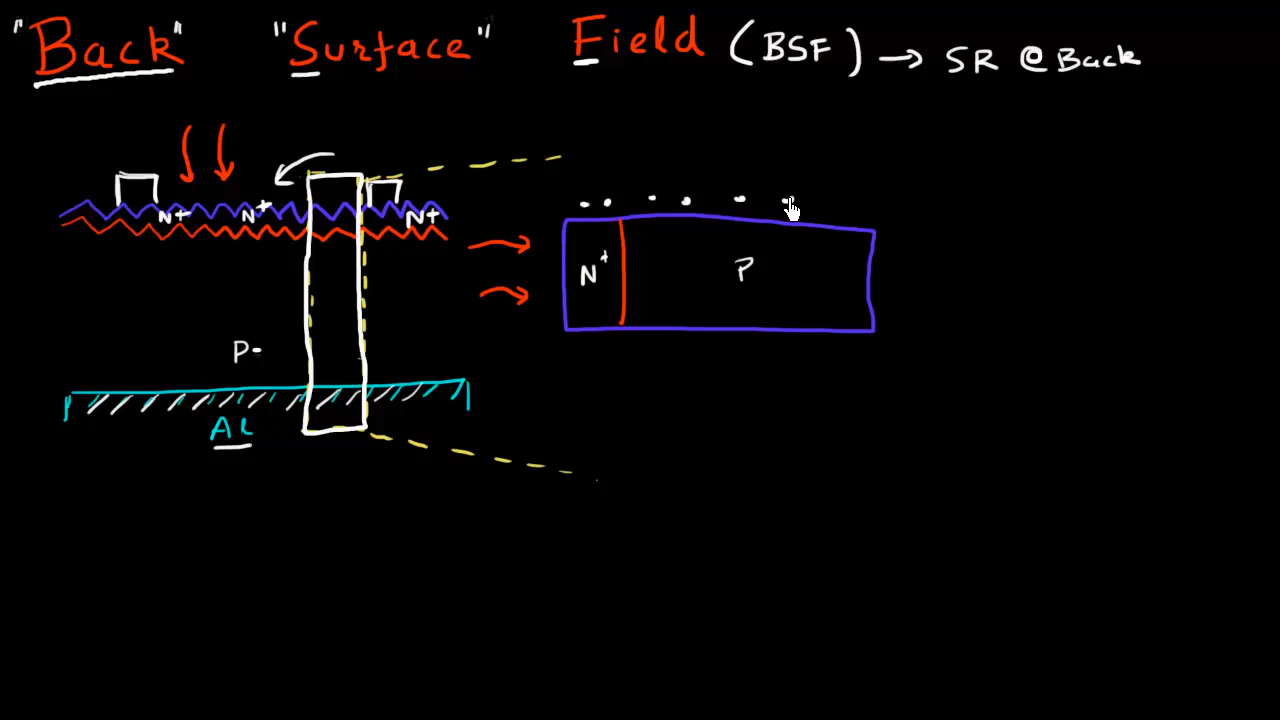 "Back" "Surface" Field (BSF) → SR @ Back
N+ N+ N+
N+ P
P-
Al